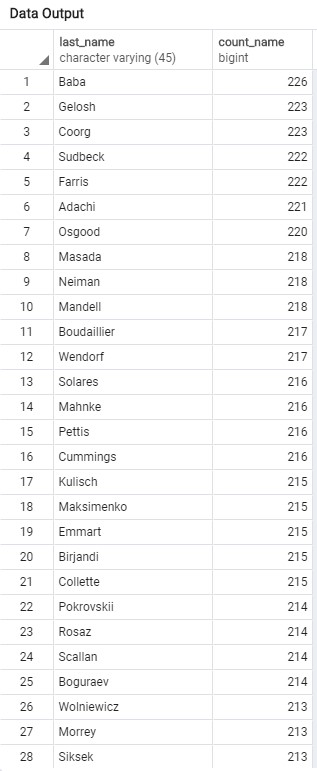 Data Output
last_name count_name
character varying (45) bigint
1 Baba 226
2 Gelosh 223
3 Coorg 223
4 Sudbeck 222
5 Farris 222
6 Adachi 221
7 Osgood 220
8 Masada 218
9 Neiman 218
10 Mandell 218
11 Boudaillier 217
12 Wendorf 217
13 Solares 216
14 Mahnke 216
15 Pettis 216
16 Cummings 216
17 Kulisch 215
18 Maksimenko 215
19 Emmart 215
20 Birjandi 215
21 Collette 215
22 Pokrovskii 214
23 Rosaz 214
24 Scallan 214
25 Boguraev 214
26 Wolniewicz 213
27 Morrey 213
28 Siksek 213